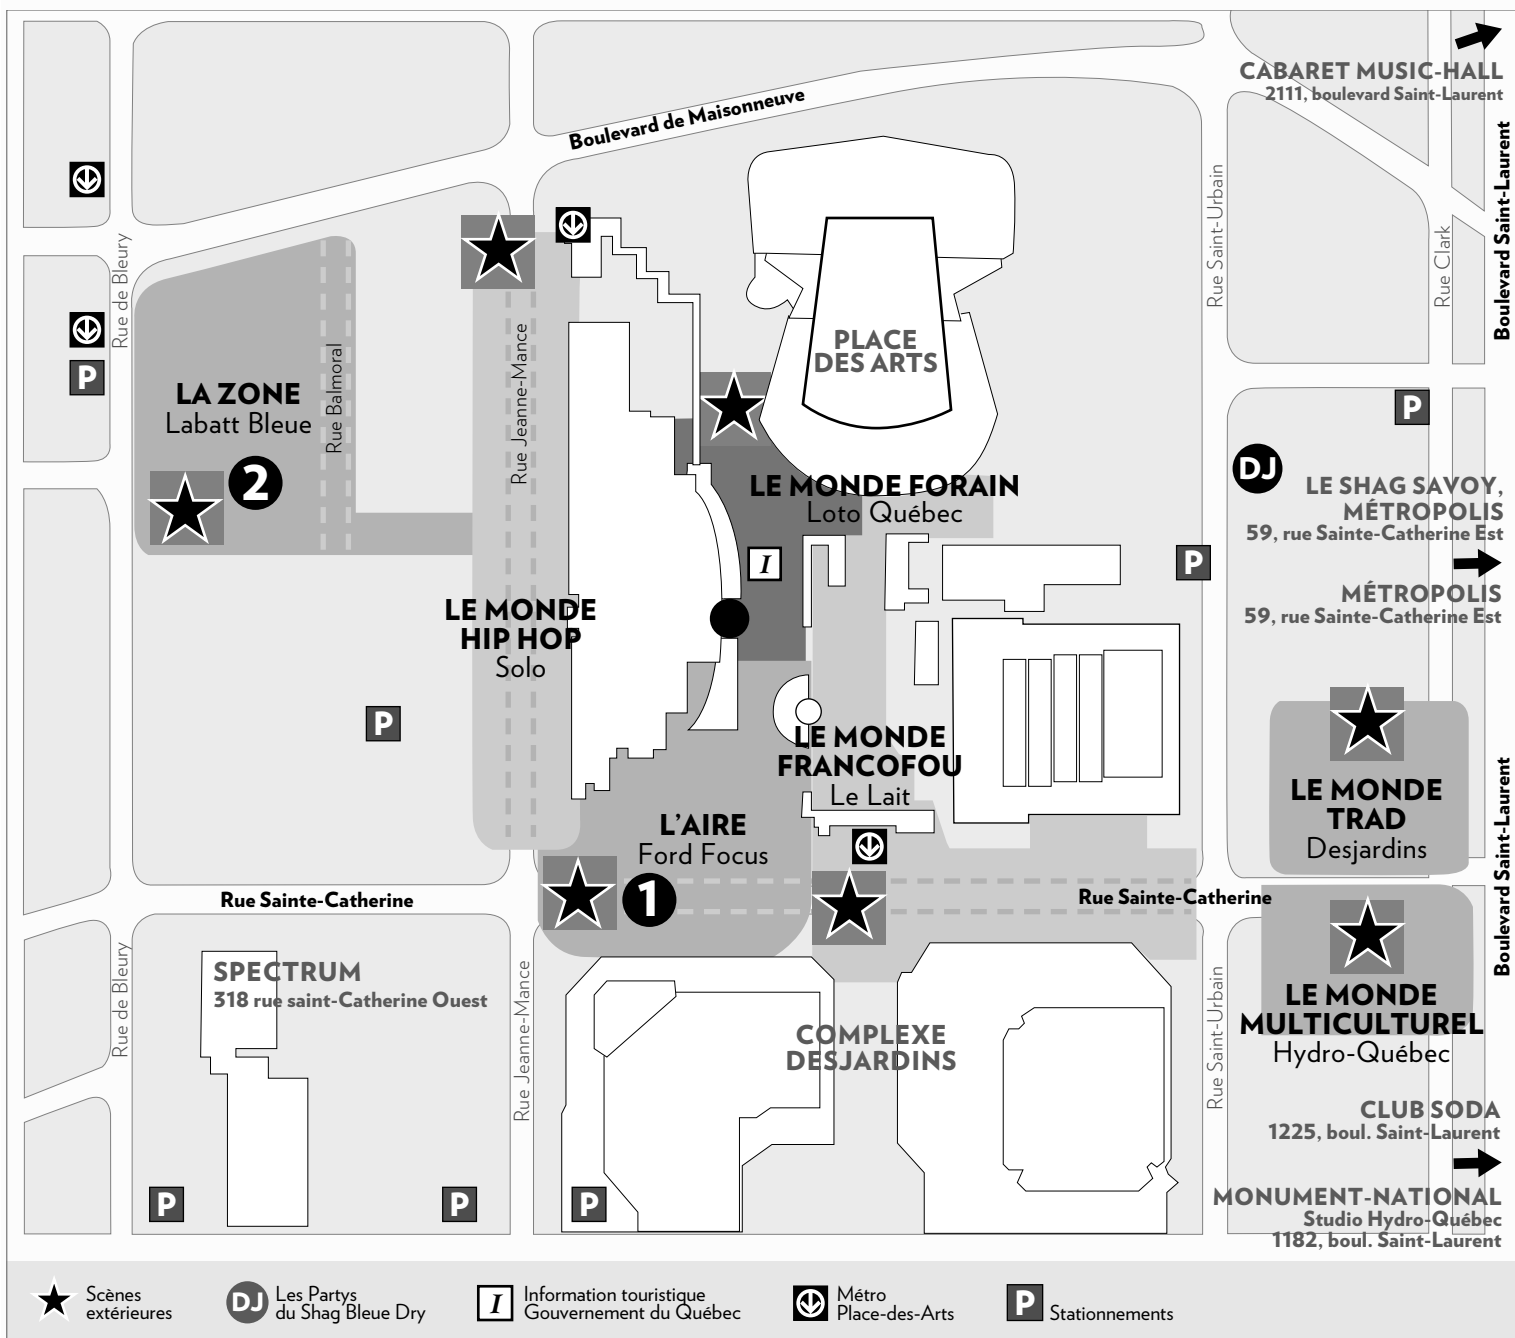 CABARET MUSIC-HALL
2111, boulevard Saint-Laurent
Boulevard de Maisonneuve
Boulevard Saint-Laurent
Rue Saint-Urbain
Rue Clark
Rue de Bleury
PLACE
DES ARTS
Rue Jeanne-Mance
Rue Balmoral
P
LA ZONE
Labatt Bleue
2
P
DJ
LE SHAG SAVOY,
MÉTROPOLIS
59, rue Sainte-Catherine Est
LE MONDE FORAIN
Loto Québec
I
P
MÉTROPOLIS
59, rue Sainte-Catherine Est
LE MONDE
HIP HOP
Solo
P
LE MONDE
FRANCOFOU
Le Lait
LE MONDE
TRAD
Desjardins
Boulevard Saint-Laurent
L'AIRE
Ford Focus
1
Rue Sainte-Catherine
Rue Sainte-Catherine
Rue de Bleury
SPECTRUM
318 rue saint-Catherine Ouest
Rue Jeanne-Mance
COMPLEXE
DESJARDINS
Rue Saint-Urbain
LE MONDE
MULTICULTUREL
Hydro-Québec
CLUB SODA
1225, boul. Saint-Laurent
P
P
P
MONUMENT-NATIONAL
Studio Hydro-Québec
1182, boul. Saint-Laurent
Scènes
extérieures
DJ
Les Partys
du Shag Bleue Dry
I
Information touristique
Gouvernement du Québec
Métro
Place-des-Arts
P
Stationnements